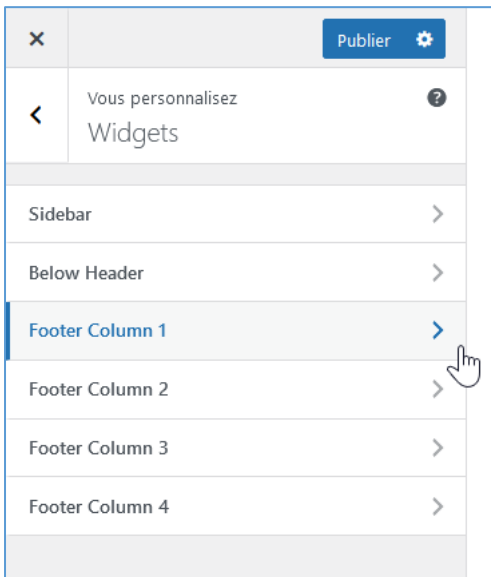 Publier
Vous personnalisez
Widgets
Sidebar
Below Header
Footer Column 1
Footer Column 2
Footer Column 3
Footer Column 4